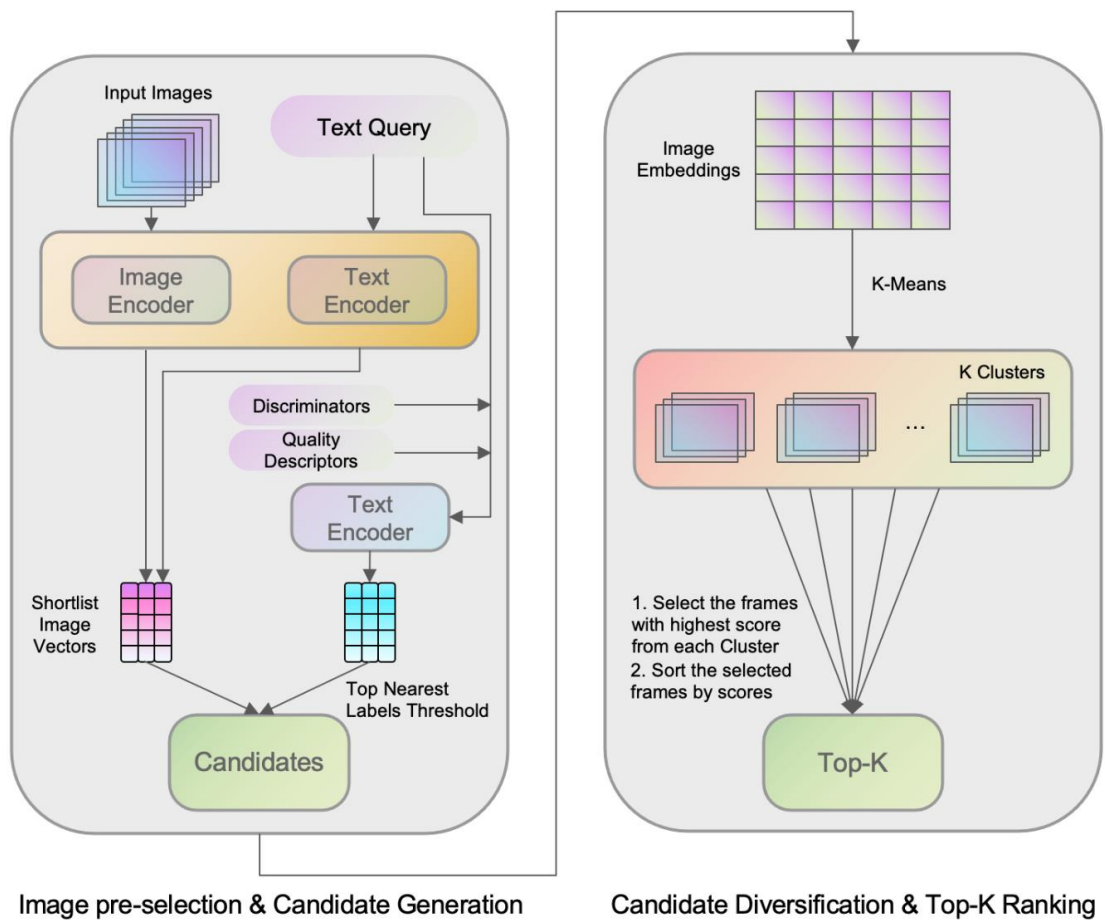 Input Images
Text Query
Image
Encoder
Text
Encoder
Discriminators
Quality
Descriptors
Text
Encoder
Shortlist
Image
Vectors
Top Nearest
Labels Threshold
Candidates
Image pre-selection & Candidate Generation
Image
Embeddings
K-Means
K Clusters
...
1. Select the frames
with highest score
from each Cluster
2. Sort the selected
frames by scores
Top-K
Candidate Diversification & Top-K Ranking